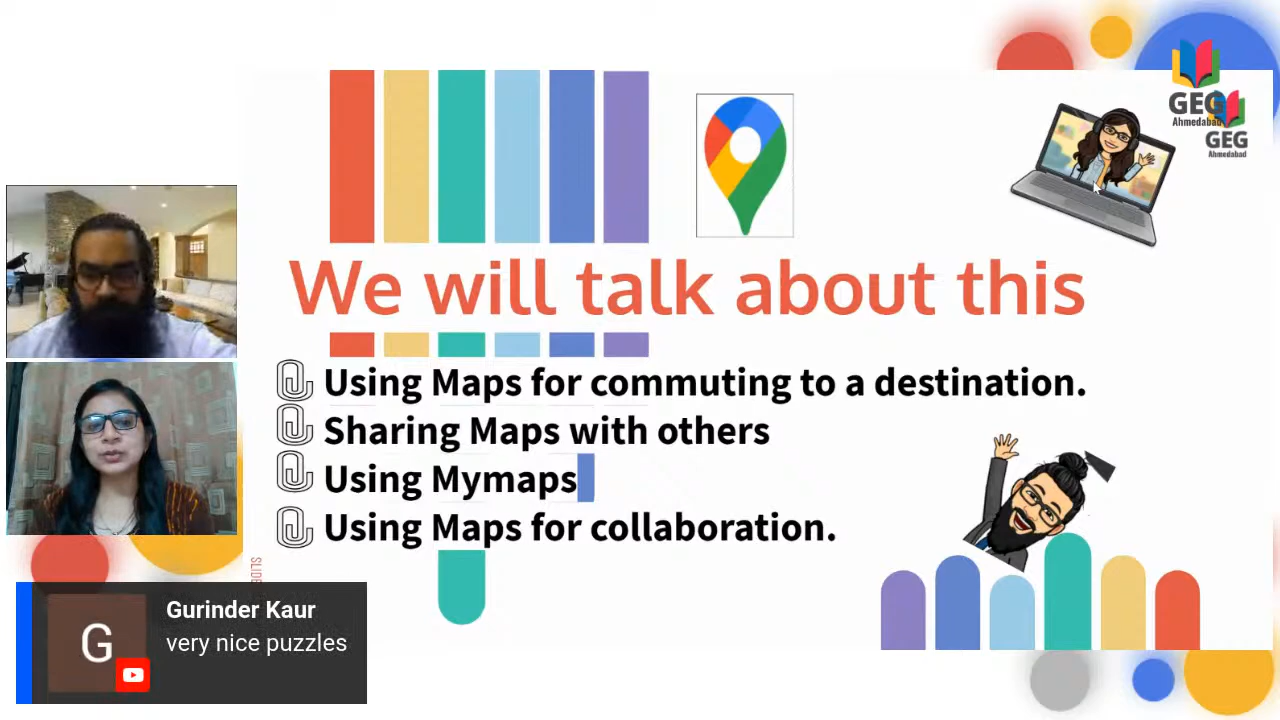 GEG
Ahmedabad
GEG
Ahmedabad
We will talk about this
Using Maps for commuting to a destination.
Sharing Maps with others
Using Mymaps
Using Maps for collaboration.
SLIDE
G
Gurinder Kaur
very nice puzzles